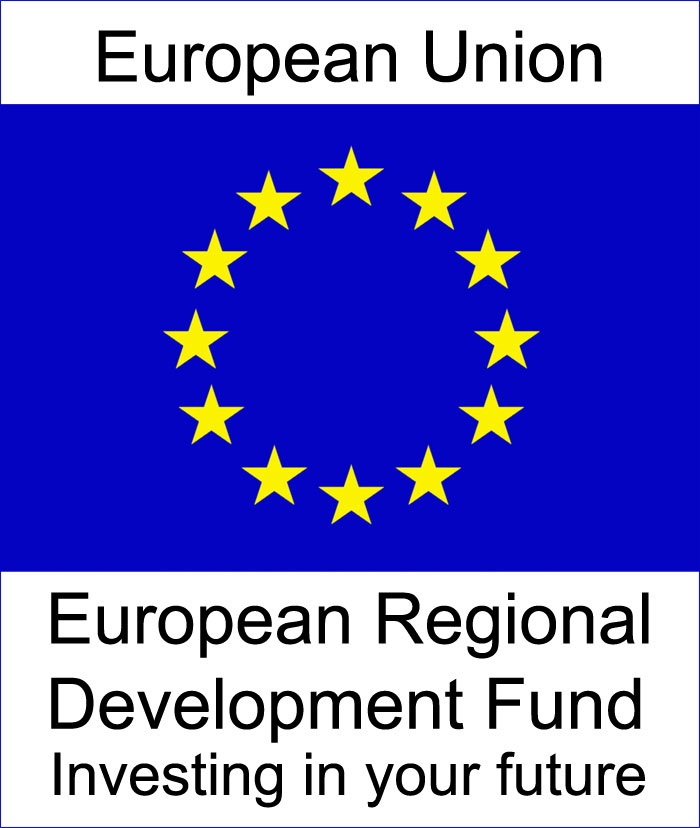 European Union
European Regional
Development Fund
Investing in your future